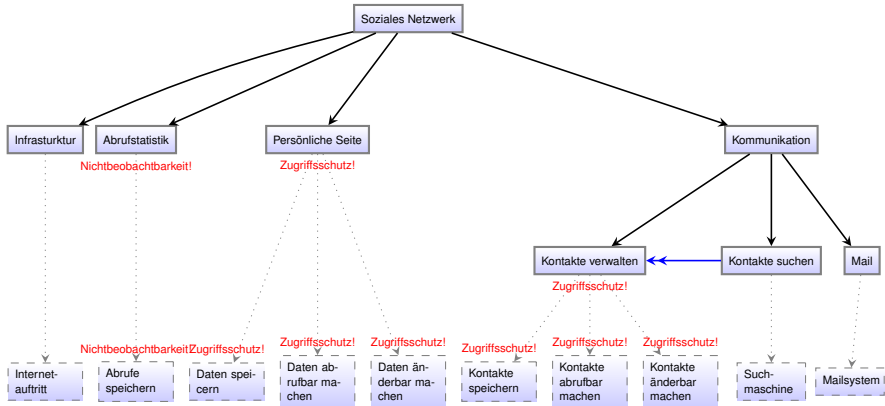 Soziales Netzwerk
Infrasturktur
Abrufstatistik
Persönliche Seite
Kommunikation
Nichtbeobachtbarkeit!
Zugriffsschutz!
Kontakte verwalten
Kontakte suchen
Mail
Zugriffsschutz!
Nichtbeobachtbarkeit!
Zugriffsschutz!
Zugriffsschutz!
Zugriffsschutz!
Zugriffsschutz!
Zugriffsschutz!
Zugriffsschutz!
Internet-
auftritt
Abrufe
speichern
Daten spei-
cern
Daten ab-
rufbar ma-
chen
Daten än-
derbar ma-
chen
Kontakte
speichern
Kontakte
abrufbar
machen
Kontakte
änderbar
machen
Such-
maschine
Mailsystem